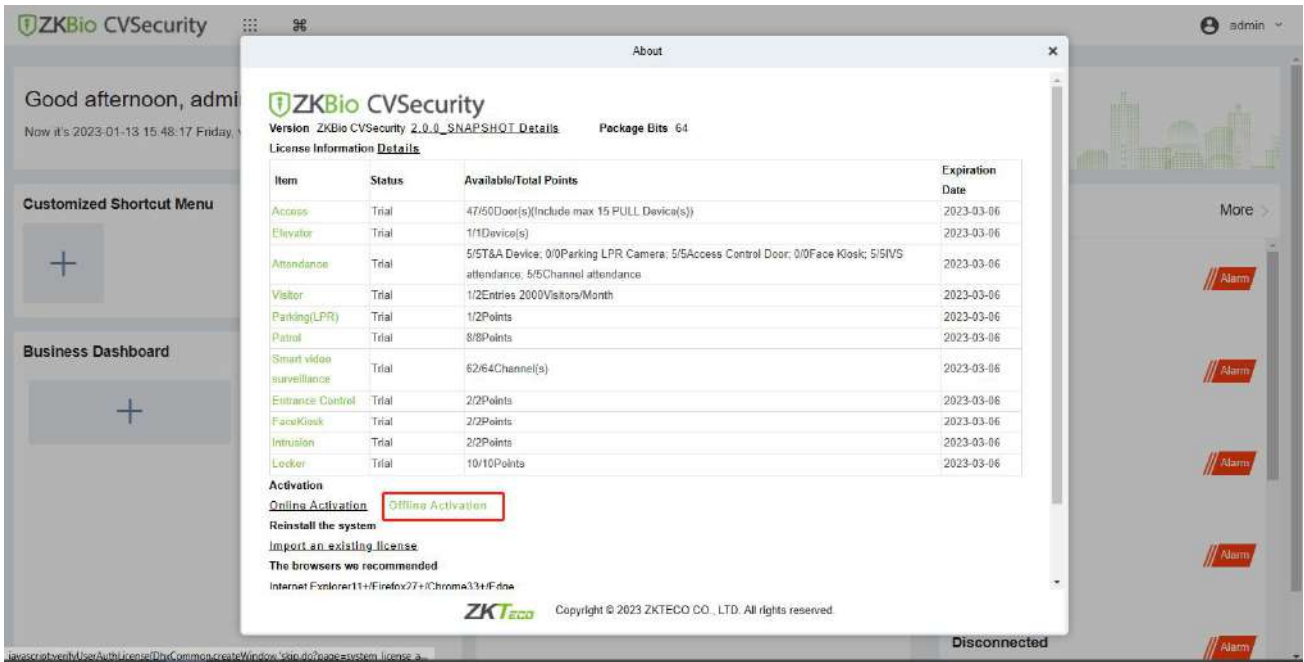 ZKBio CVSecurity
admin
About
Good afternoon, admi
Now it's 2023-01-13 15:48:17 Friday,
ZKBio CVSecurity
Version ZKBio CVSecurity 2.0.0_SNAPSHOT Details Package Bits 64
License Information Details
Item Status Available/Total Points Expiration Date
Access Trial 47/50Door(s)(Include max 15 PULL Device(s)) 2023-03-06
Elevator Trial 1/1Device(s) 2023-03-06
Attendance Trial 5/5T&A Device; 0/0Parking LPR Camera; 5/5Access Control Door; 0/0Face Kiosk; 5/5IVS
attendance; 5/5Channel attendance 2023-03-06
Visitor Trial 1/2Entries 2000Visitors/Month 2023-03-06
Parking(LPR) Trial 1/2Points 2023-03-06
Patrol Trial 8/8Points 2023-03-06
Smart video
surveillance Trial 62/64Channel(s) 2023-03-06
Entrance Control Trial 2/2Points 2023-03-06
FaceKiosk Trial 2/2Points 2023-03-06
Intrusion Trial 2/2Points 2023-03-06
Locker Trial 10/10Points 2023-03-06
Activation
Online Activation Offline Activation
Reinstall the system
Import an existing license
The browsers we recommended
Internet Explorer11+/Firefox27+/Chrome33+/Edge
ZKTeco Copyright © 2023 ZKTECO CO., LTD. All rights reserved.
Customized Shortcut Menu
Business Dashboard
More
Alarm
Alarm
Alarm
Alarm
Disconnected
Alarm
javascript:verifyUserAuthLicense(DhxCommon.createWindow,'skip.do?page=system_license_a...